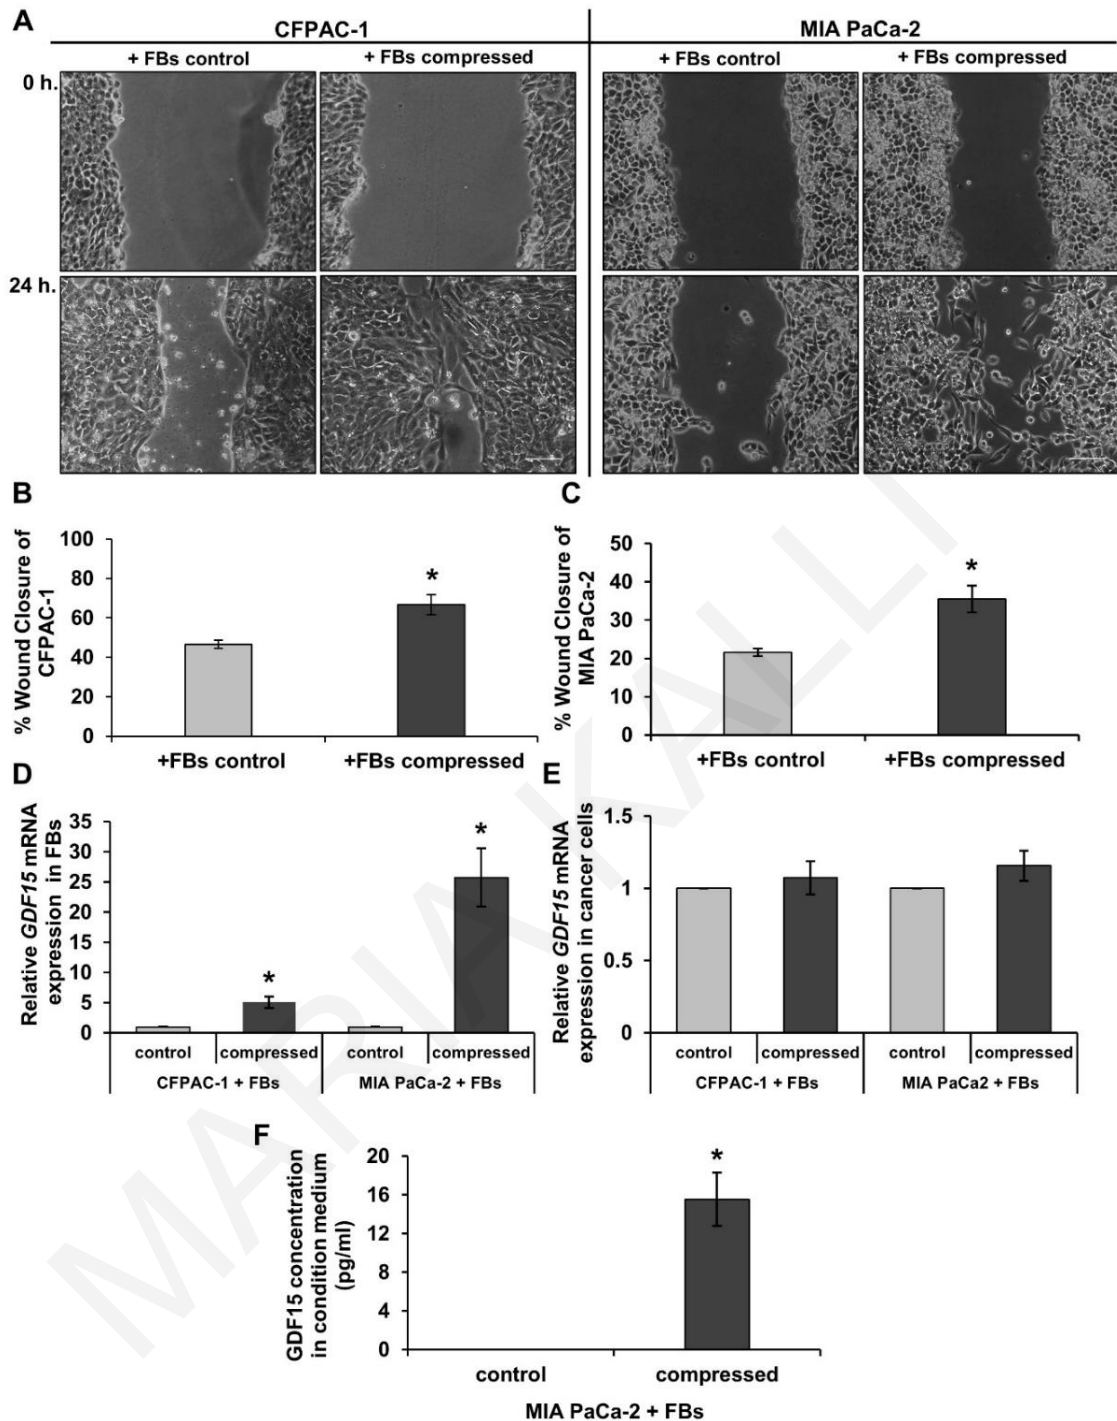 A
CFPAC-1
MIA PaCa-2
+ FBs control
+ FBs compressed
+ FBs control
+ FBs compressed
0 h.
24 h.
B
% Wound Closure of
CFPAC-1
100
80
60
40
20
0
*
+FBs control
+FBs compressed
C
% Wound Closure of
MIA PaCa-2
50
40
30
20
10
0
*
+FBs control
+FBs compressed
D
Relative GDF15 mRNA
expression in FBs
35
30
25
20
15
10
5
0
*
*
control
compressed
control
compressed
CFPAC-1 + FBs
MIA PaCa-2 + FBs
E
Relative GDF15 mRNA
expression in cancer cells
1.5
1
0.5
0
control
compressed
control
compressed
CFPAC-1 + FBs
MIA PaCa2 + FBs
F
GDF15 concentration
in condition medium
(pg/ml)
20
16
12
8
4
0
*
control
compressed
MIA PaCa-2 + FBs
MARIA KALLI